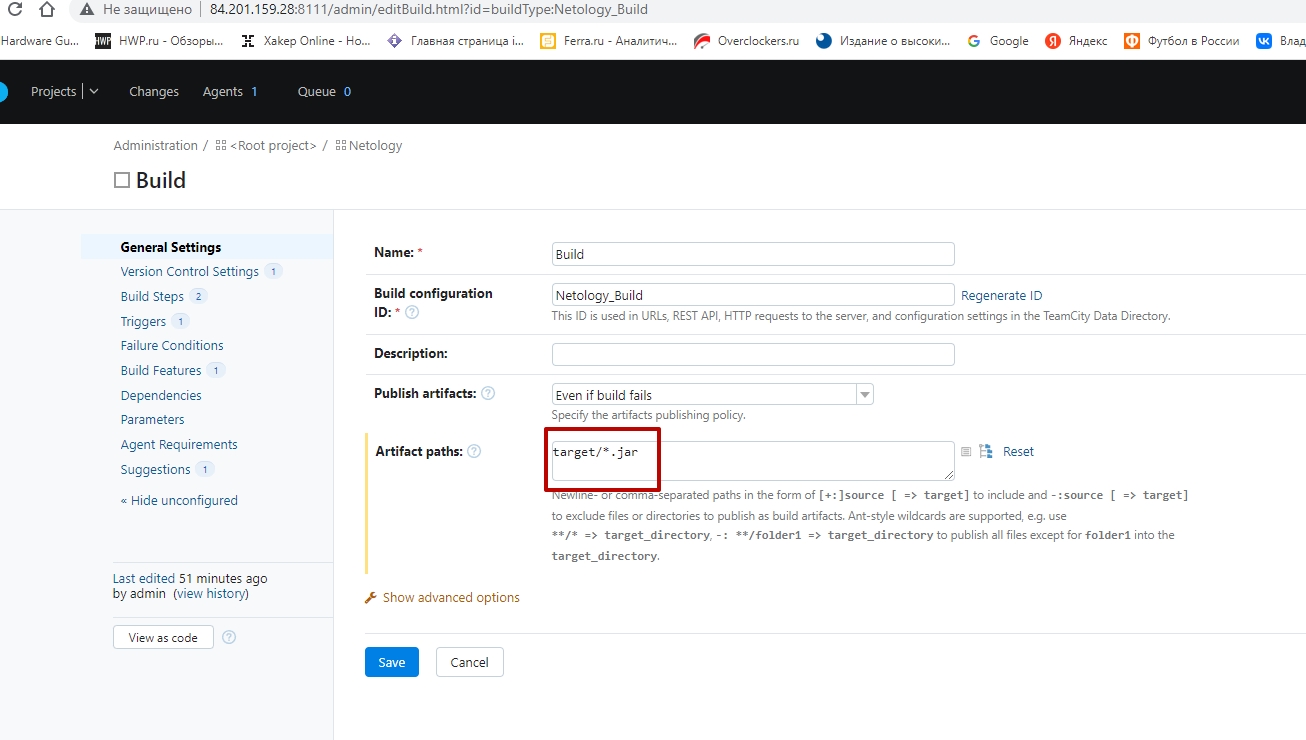 Не защищено 84.201.159.28:8111/admin/editBuild.html?id=buildType:Netology_Build
Hardware Gu... HWP HWP.ru - Обзоры... Xakep Online - Но... Главная страница i... Ferra.ru - Аналитич... Overclockers.ru Издание о высоки... Google Яндекс Футбол в России Влад
Projects Changes Agents 1 Queue 0
Administration / <Root project> / Netology
Build
General Settings
Version Control Settings 1
Build Steps 2
Triggers 1
Failure Conditions
Build Features 1
Dependencies
Parameters
Agent Requirements
Suggestions 1
« Hide unconfigured
Last edited 51 minutes ago
by admin (view history)
View as code ?
Name: * Build
Build configuration
ID: * ? Netology_Build Regenerate ID
This ID is used in URLs, REST API, HTTP requests to the server, and configuration settings in the TeamCity Data Directory.
Description:
Publish artifacts: ? Even if build fails
Specify the artifacts publishing policy.
Artifact paths: ? target/*.jar Reset
Newline- or comma-separated paths in the form of [+:]source [ => target] to include and -:source [ => target]
to exclude files or directories to publish as build artifacts. Ant-style wildcards are supported, e.g. use
**/* => target_directory, -: **/folder1 => target_directory to publish all files except for folder1 into the
target_directory.
Show advanced options
Save Cancel